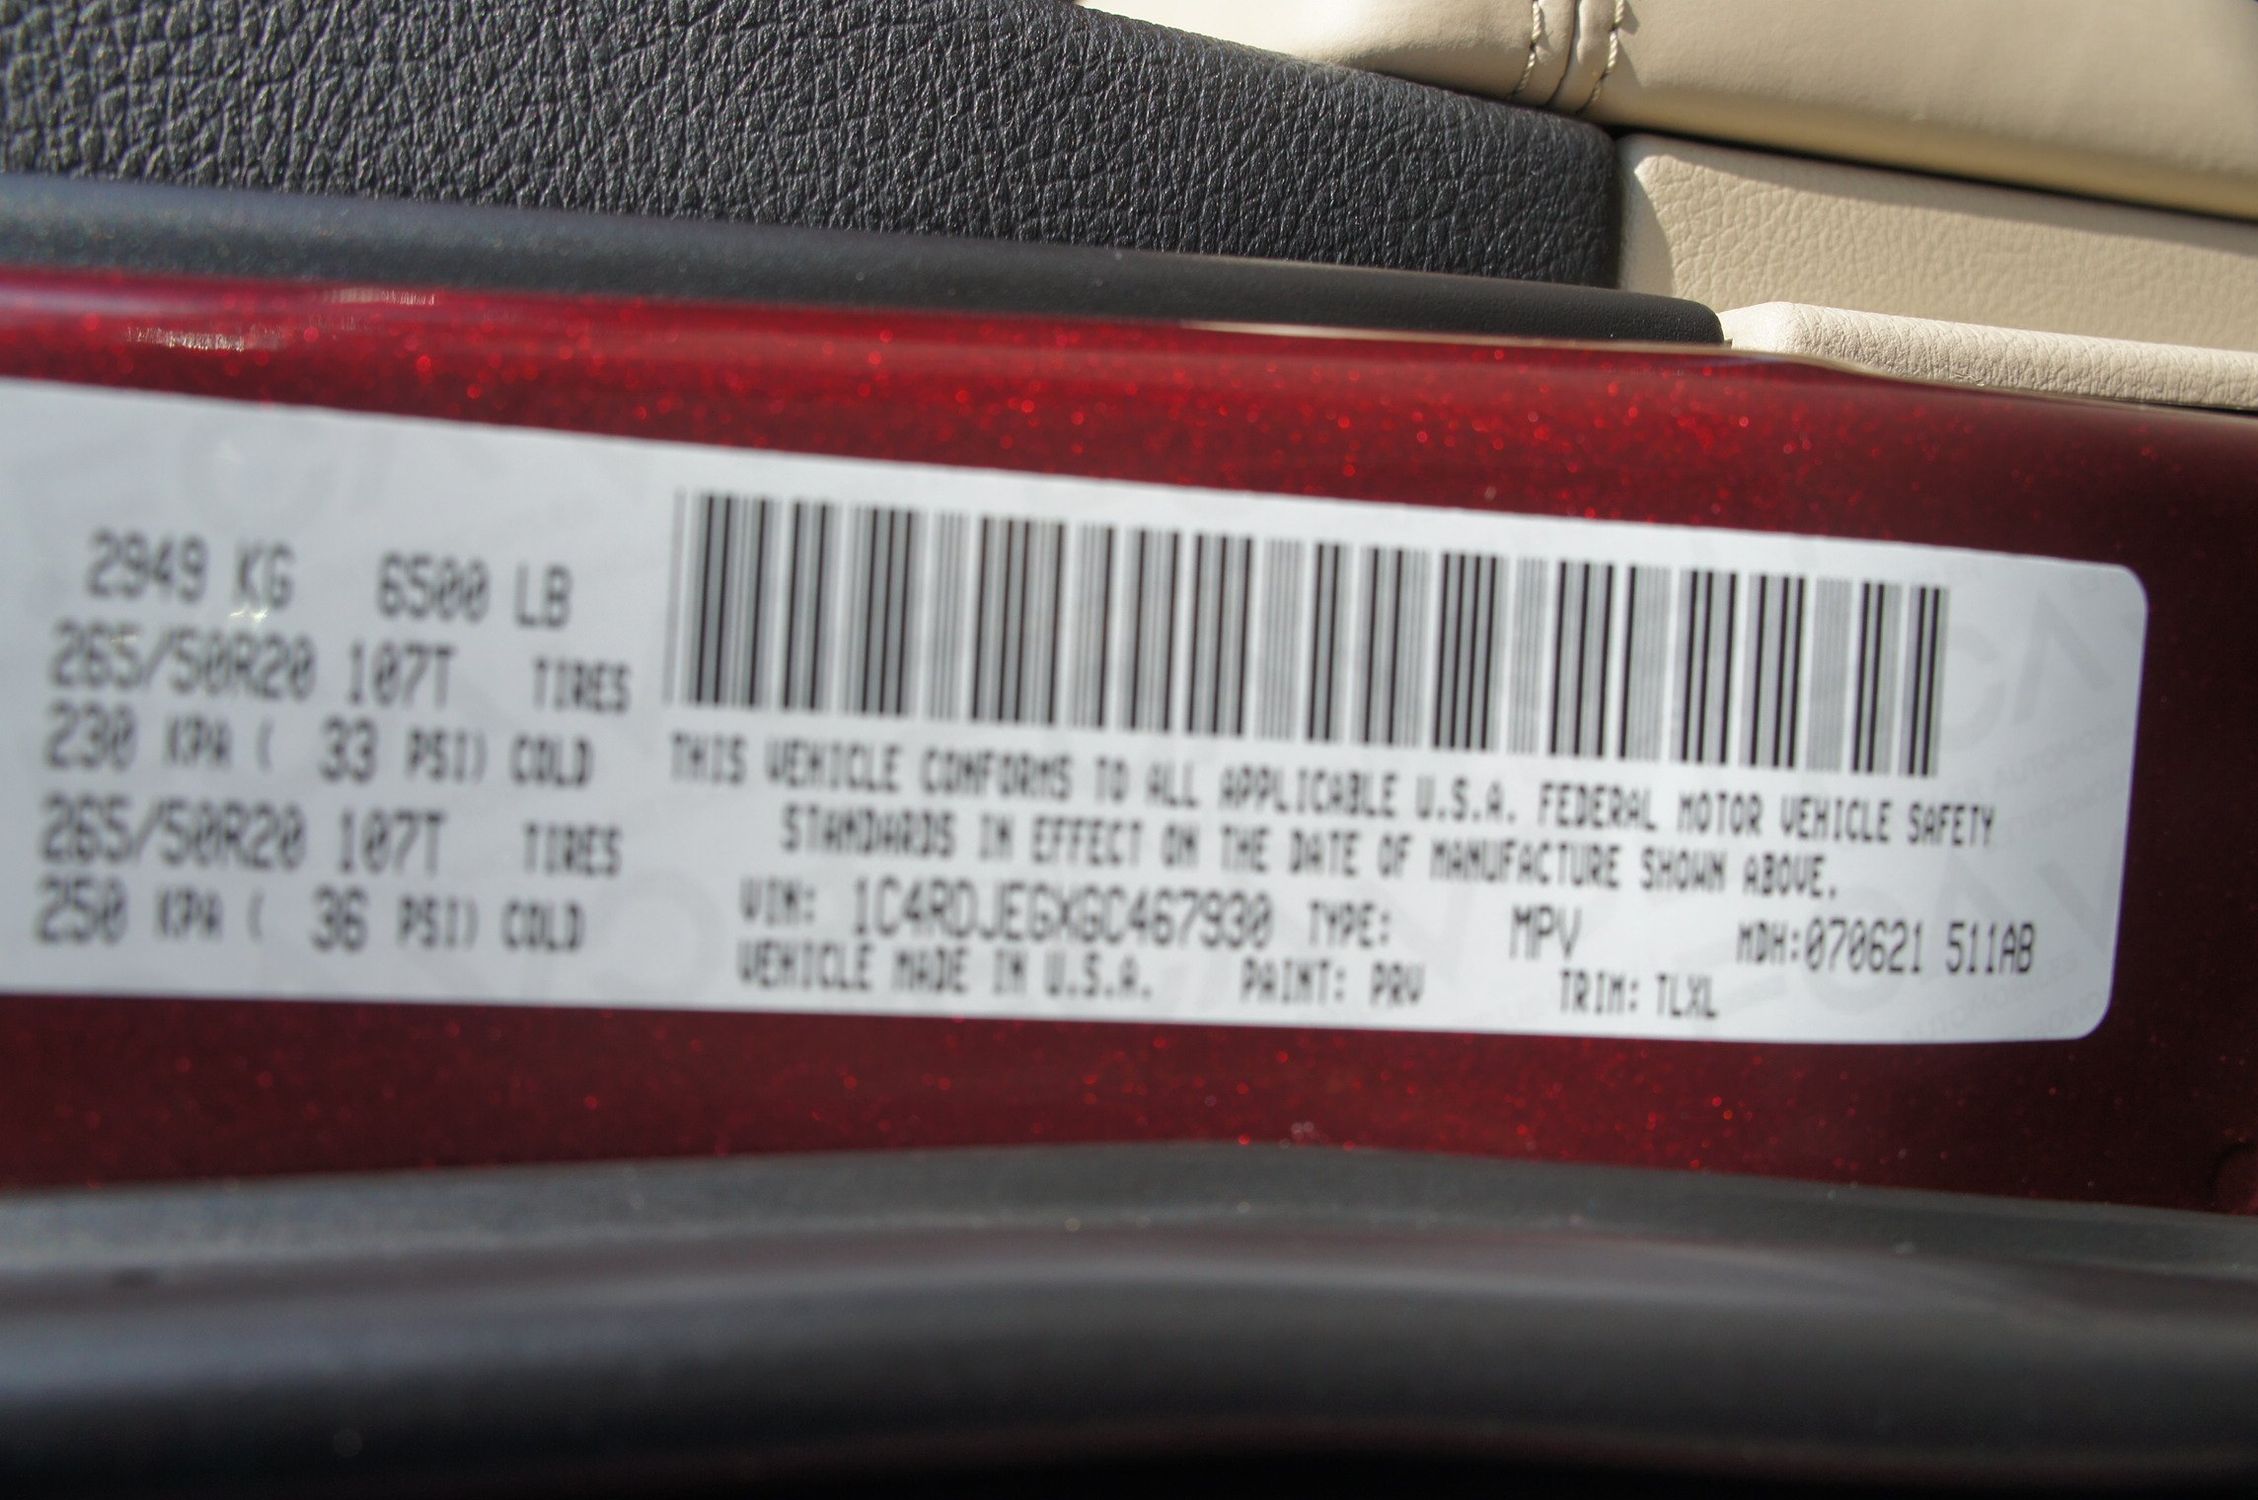 2949 KG 6500 LB
265/50R20 107T TIRES
230 KPA ( 33 PSI) COLD
265/50R20 107T TIRES
250 KPA ( 36 PSI) COLD
THIS VEHICLE CONFORMS TO ALL APPLICABLE U.S.A. FEDERAL MOTOR VEHICLE SAFETY
STANDARDS IN EFFECT ON THE DATE OF MANUFACTURE SHOWN ABOVE.
VIN: 1C4RDJEGXGC467930 TYPE: MPV MDH:070621 511AB
VEHICLE MADE IN U.S.A. PAINT: PRV TRIM: TLXL